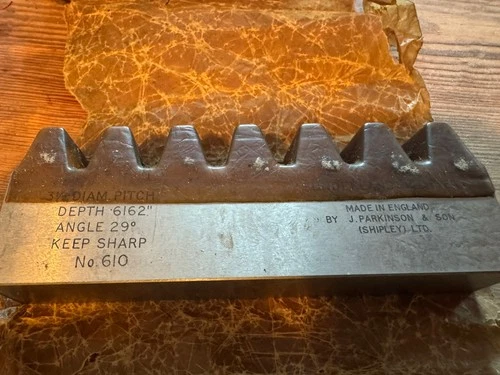 3½ DIAM. PITCH
DEPTH ·6162"
ANGLE 29°
KEEP SHARP
No. 610
MADE IN ENGLAND.
BY J. PARKINSON & SON
(SHIPLEY) LTD.